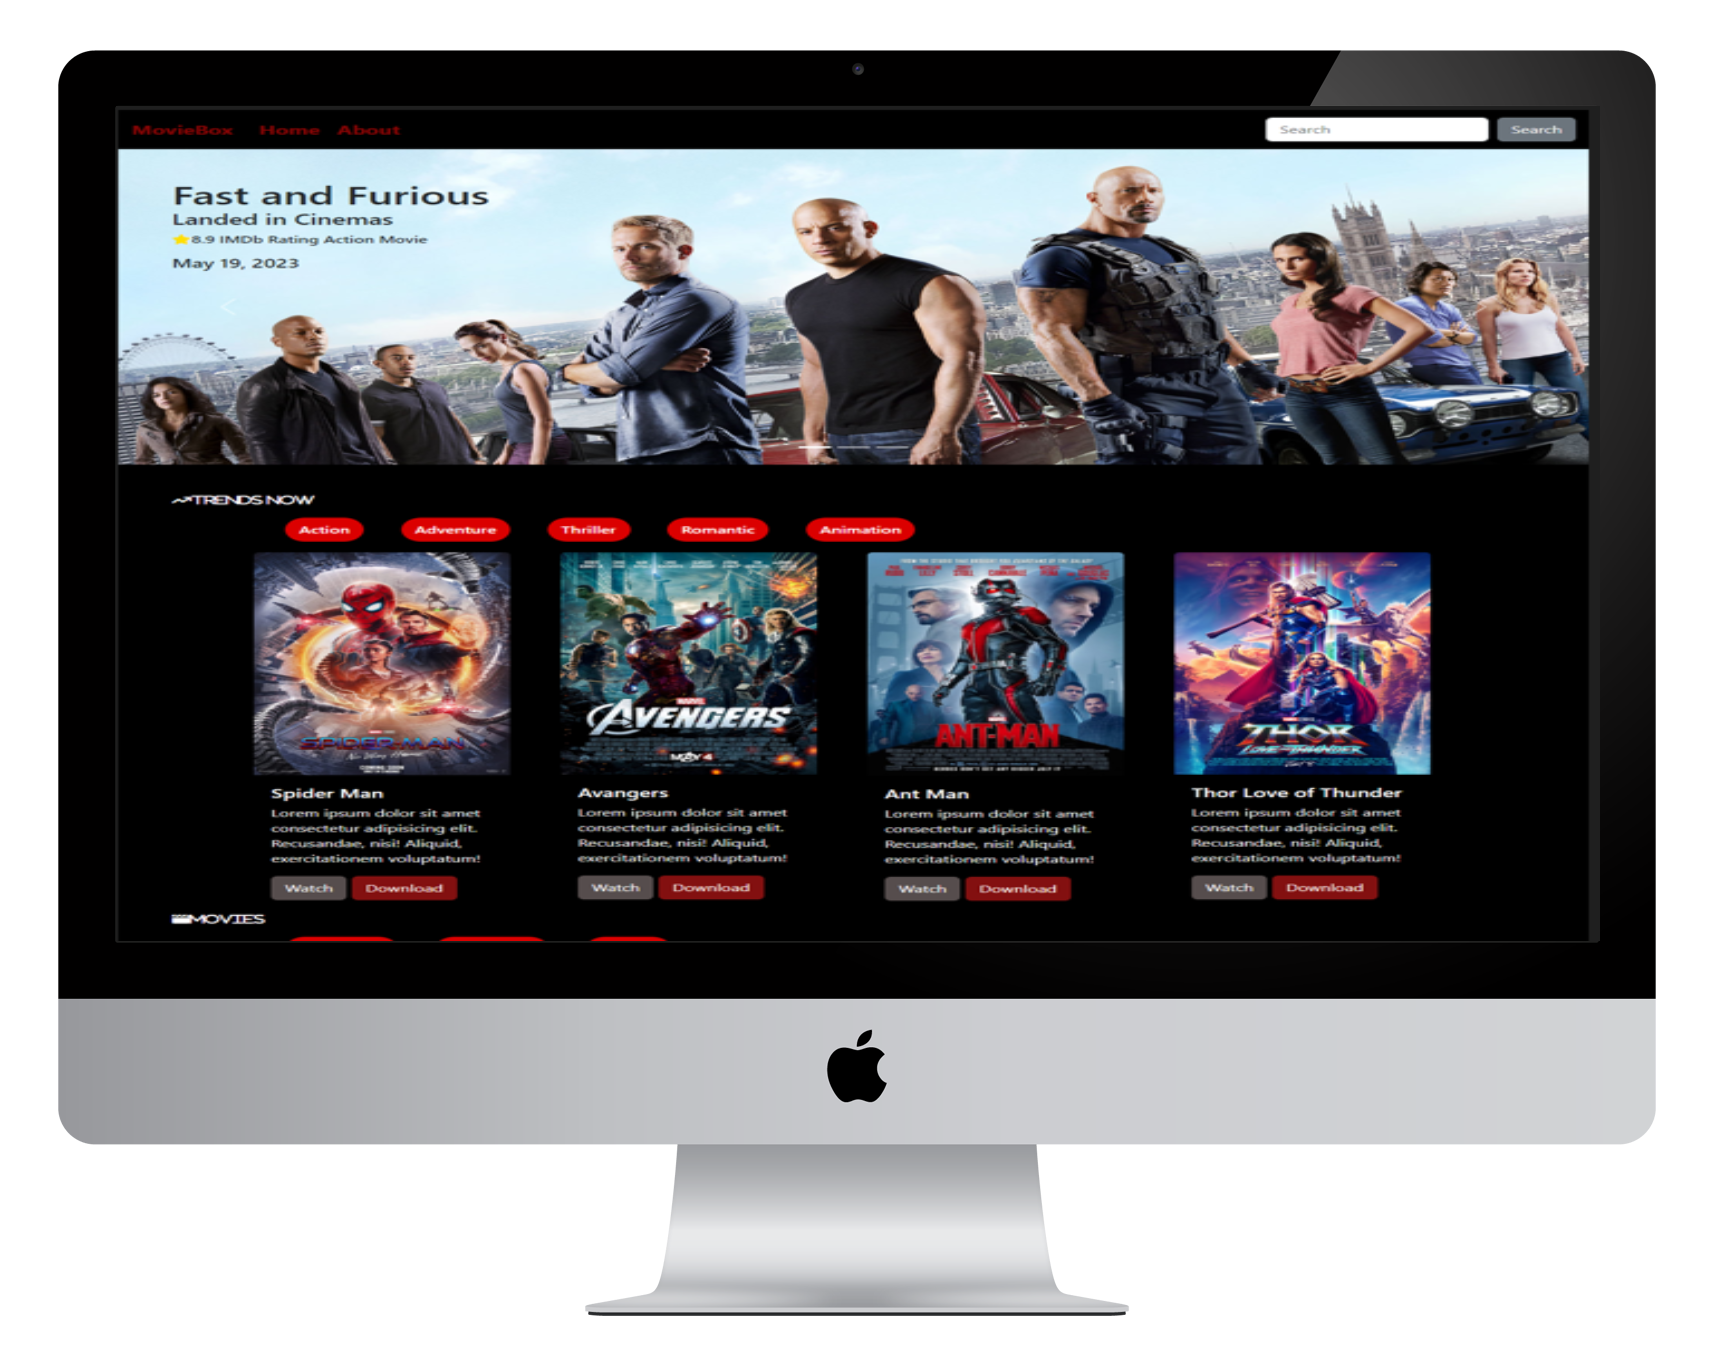 MovieBox Home About Search Search
Fast and Furious
Landed in Cinemas
8.9 IMDb Rating Action Movie
May 19, 2023
TRENDS NOW
Action Adventure Thriller Romantic Animation
SPIDER-MAN
No Way Home
COMING SOON
MARVEL
AVENGERS
MAY 4
ANT-MAN
THOR
LOVE AND THUNDER
Spider Man
Lorem ipsum dolor sit amet
consectetur adipisicing elit.
Recusandae, nisi! Aliquid,
exercitationem voluptatum!
Watch Download
Avangers
Lorem ipsum dolor sit amet
consectetur adipisicing elit.
Recusandae, nisi! Aliquid,
exercitationem voluptatum!
Watch Download
Ant Man
Lorem ipsum dolor sit amet
consectetur adipisicing elit.
Recusandae, nisi! Aliquid,
exercitationem voluptatum!
Watch Download
Thor Love of Thunder
Lorem ipsum dolor sit amet
consectetur adipisicing elit.
Recusandae, nisi! Aliquid,
exercitationem voluptatum!
Watch Download
MOVIES